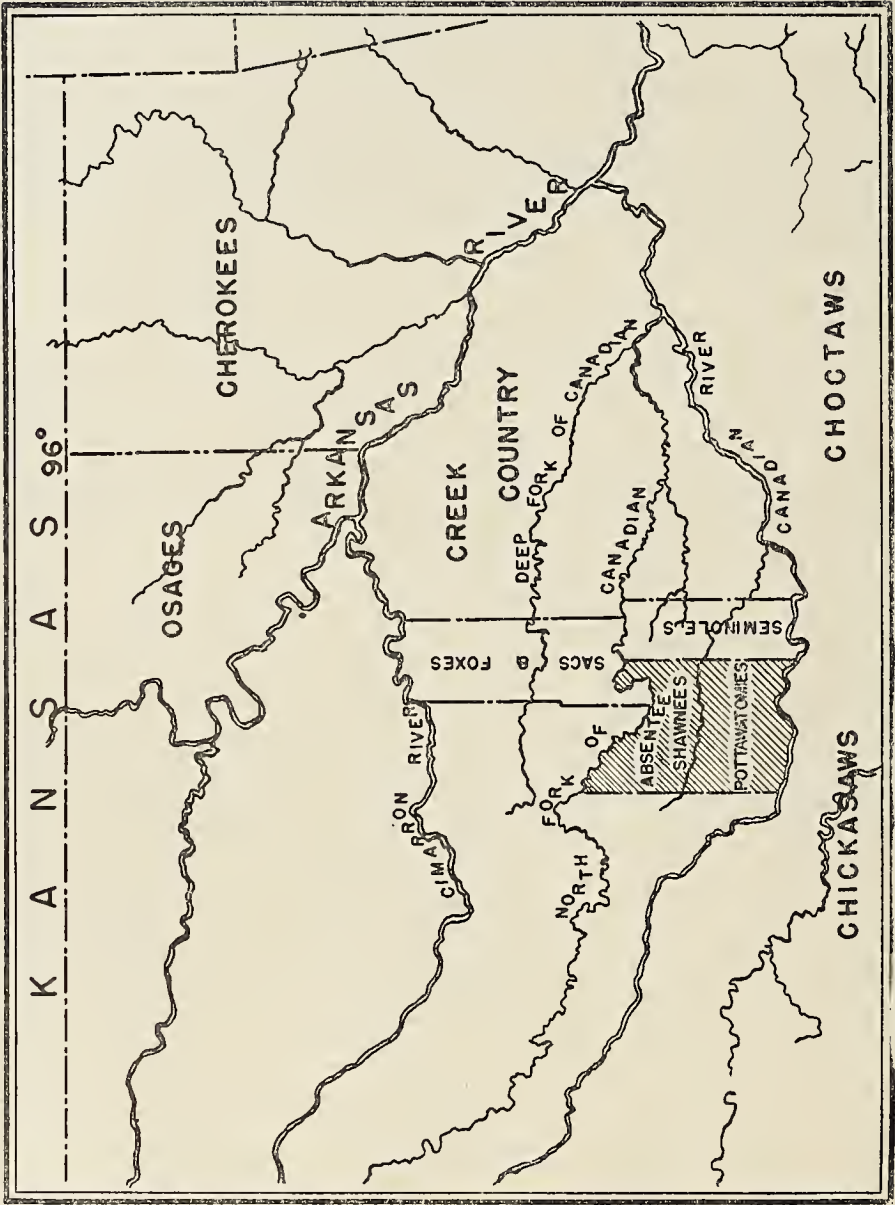 KANSAS
96°
OSAGES
CHEROKEES
ARKANSAS RIVER
CREEK
COUNTRY
CIMARRON RIVER
SACS & FOXES
DEEP FORK OF CANADIAN
NORTH FORK OF CANADIAN
SEMINOLES
ABSENTEE
SHAWNEES
POTTAWATOMIES
CANADIAN RIVER
CHICKASAWS
CHOCTAWS